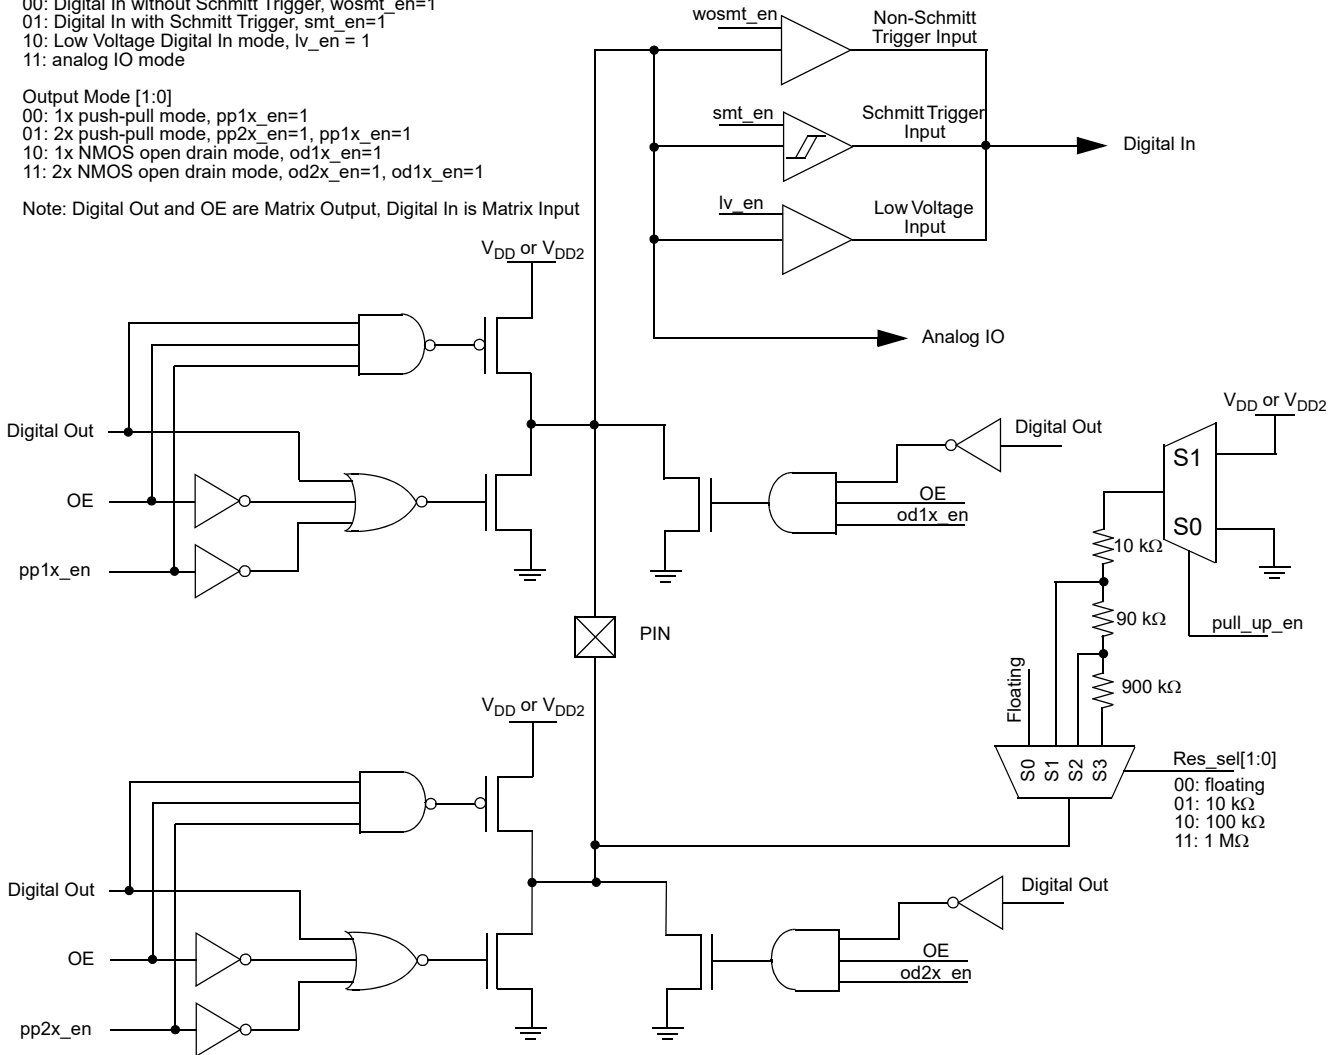 00: Digital In without Schmitt Trigger, wosmt_en=1
01: Digital In with Schmitt Trigger, smt_en=1
10: Low Voltage Digital In mode, lv_en = 1
11: analog IO mode
Output Mode [1:0]
00: 1x push-pull mode, pp1x_en=1
01: 2x push-pull mode, pp2x_en=1, pp1x_en=1
10: 1x NMOS open drain mode, od1x_en=1
11: 2x NMOS open drain mode, od2x_en=1, od1x_en=1
Note: Digital Out and OE are Matrix Output, Digital In is Matrix Input
wosmt_en
Non-Schmitt
Trigger Input
smt_en
Schmitt Trigger
Input
Digital In
lv_en
Low Voltage
Input
Analog IO
VDD or VDD2
Digital Out
OE
pp1x_en
Digital Out
OE
od1x_en
VDD or VDD2
S1
S0
10 kΩ
90 kΩ
900 kΩ
pull_up_en
PIN
Floating
S0
S1
S2
S3
Res_sel[1:0]
00: floating
01: 10 kΩ
10: 100 kΩ
11: 1 MΩ
VDD or VDD2
Digital Out
OE
pp2x_en
Digital Out
OE
od2x_en